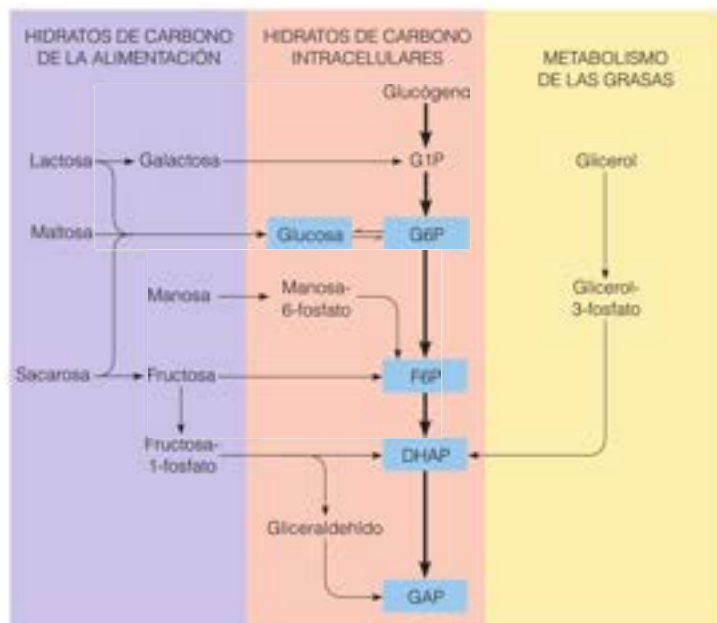 HIDRATOS DE CARBONO
DE LA ALIMENTACIÓN
HIDRATOS DE CARBONO
INTRACELULARES
METABOLISMO
DE LAS GRASAS
Glucógeno
Lactosa
Galactosa
G1P
Glicerol
Maltosa
Glucosa
G6P
Manosa
Manosa-
6-fosfato
Glicerol-
3-fosfato
Sacarosa
Fructosa
F6P
Fructosa-
1-fosfato
DHAP
Gliceraldehído
GAP